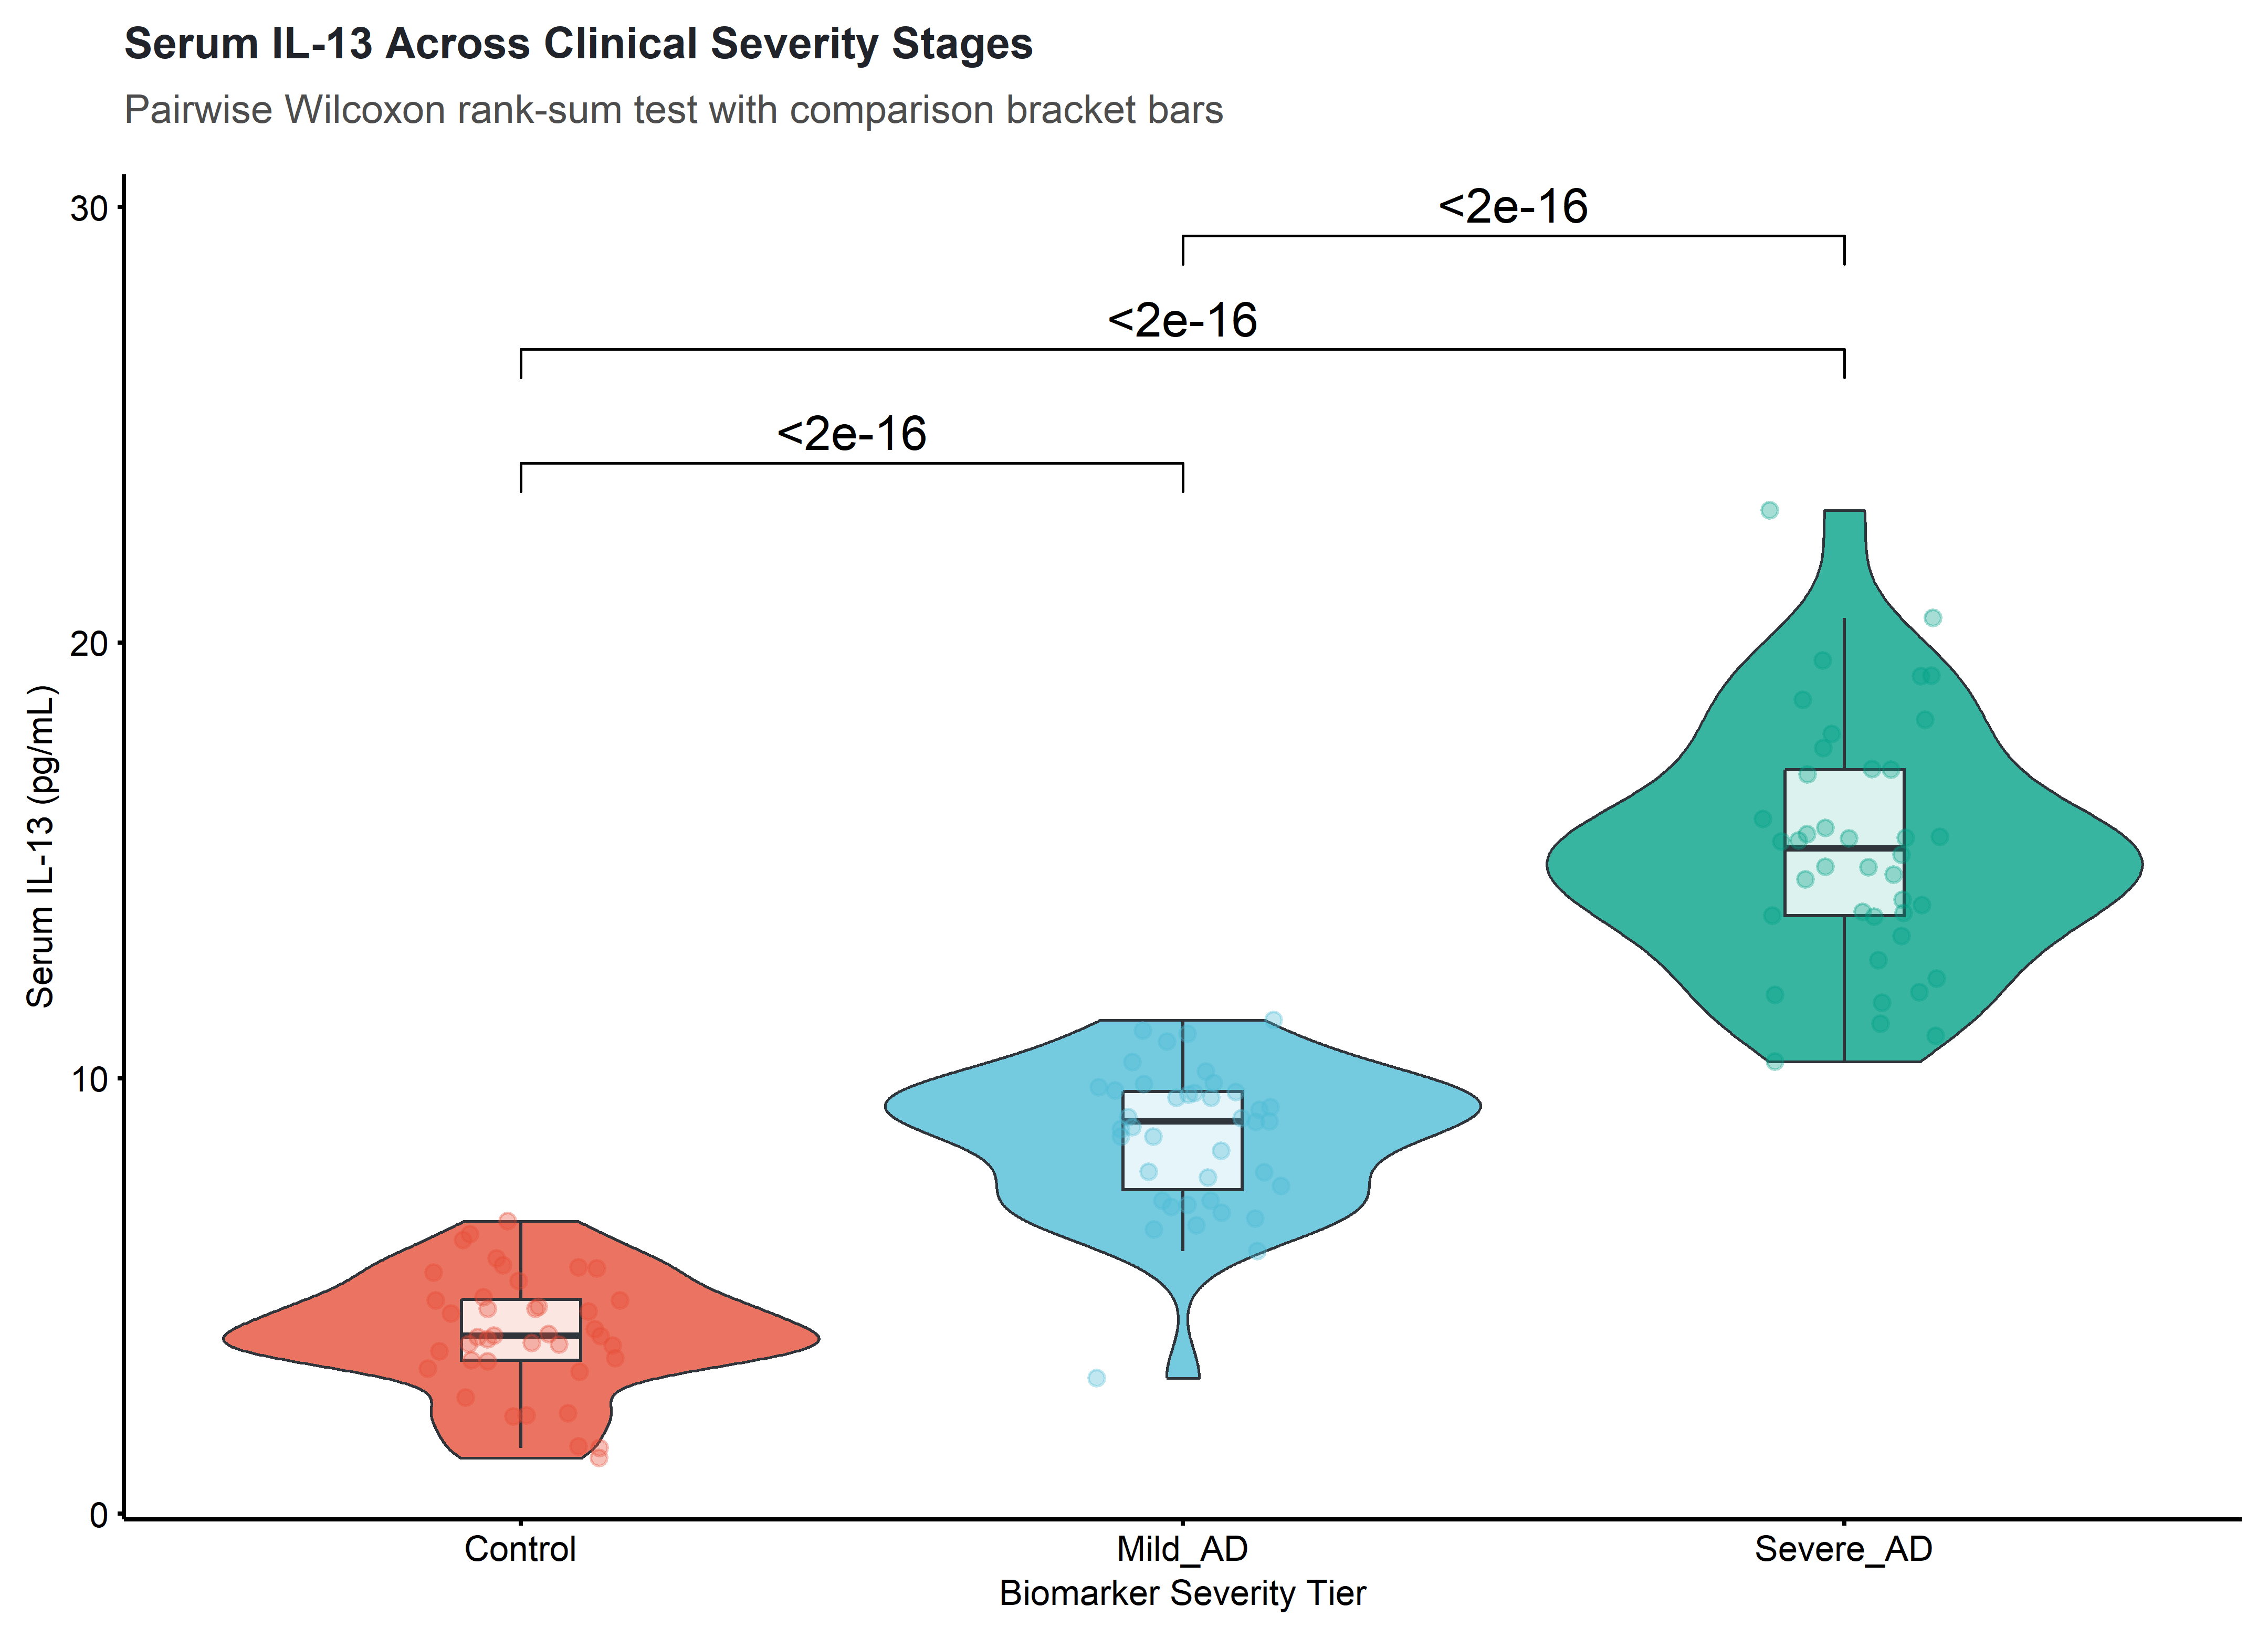 Serum IL-13 Across Clinical Severity Stages
Pairwise Wilcoxon rank-sum test with comparison bracket bars
30
<2e-16
<2e-16
<2e-16
20
Serum IL-13 (pg/mL)
10
0
Control
Mild_AD
Severe_AD
Biomarker Severity Tier